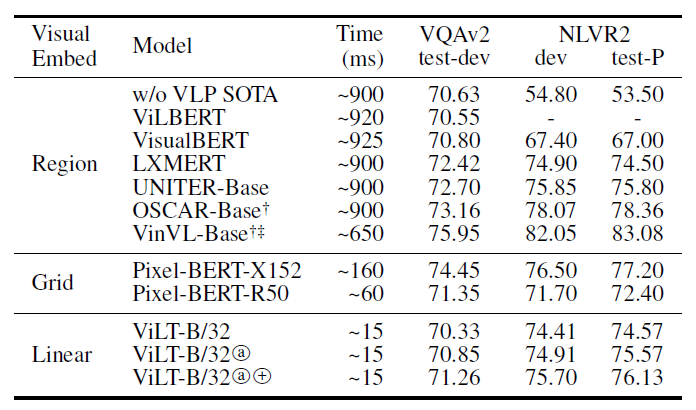 Visual Embed Model Time (ms) VQAv2 test-dev NLVR2 dev test-P
Region
w/o VLP SOTA ~900 70.63 54.80 53.50
ViLBERT ~920 70.55 - -
VisualBERT ~925 70.80 67.40 67.00
LXMERT ~900 72.42 74.90 74.50
UNITER-Base ~900 72.70 75.85 75.80
OSCAR-Base† ~900 73.16 78.07 78.36
VinVL-Base†‡ ~650 75.95 82.05 83.08
Grid
Pixel-BERT-X152 ~160 74.45 76.50 77.20
Pixel-BERT-R50 ~60 71.35 71.70 72.40
Linear
ViLT-B/32 ~15 70.33 74.41 74.57
ViLT-B/32ⓐ ~15 70.85 74.91 75.57
ViLT-B/32ⓐ⊕ ~15 71.26 75.70 76.13